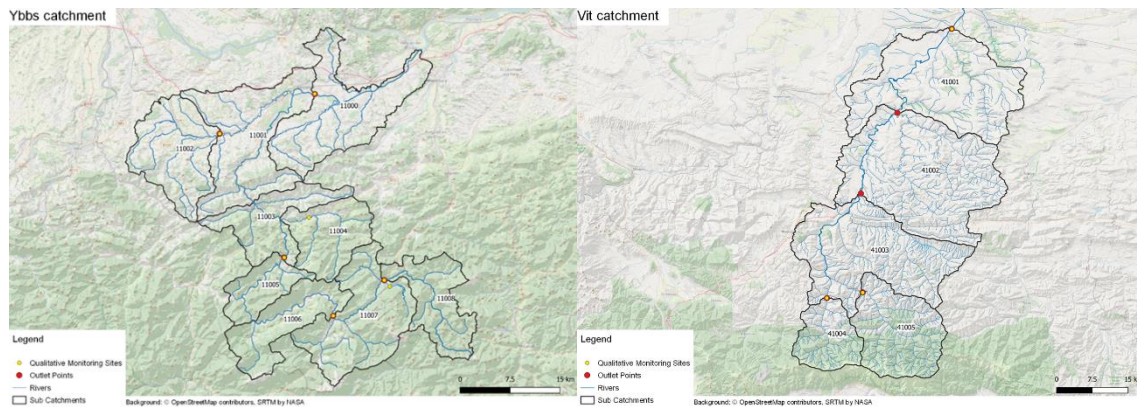 Ybbs catchment
11000
11001
11002
11003
11004
11005
11006
11007
11008
Legend
Qualitative Monitoring Sites
Outlet Points
Rivers
Sub Catchments
0 7.5 15 km
Background: © OpenStreetMap contributors, SRTM by NASA
Vit catchment
41001
41002
41003
41004
41005
Legend
Qualitative Monitoring Sites
Outlet Points
Rivers
Sub Catchments
0 7.5 15 k
Background: © OpenStreetMap contributors, SRTM by NASA